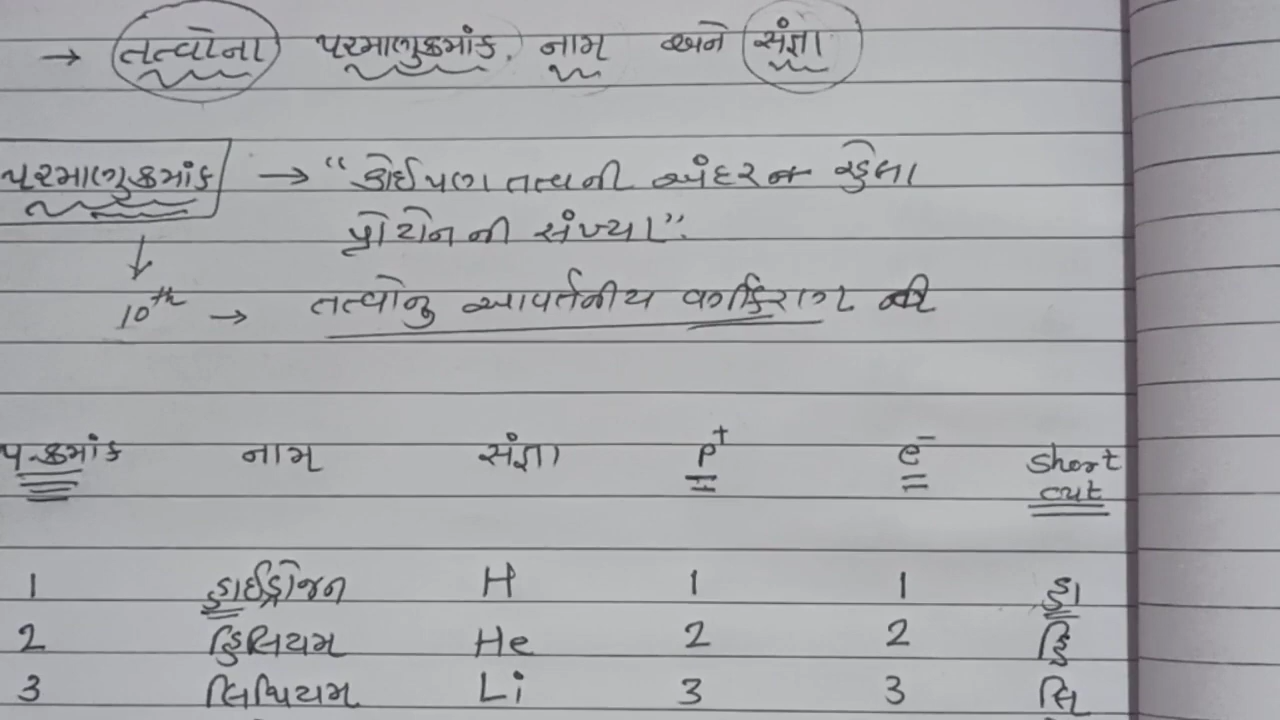 → તત્વોના પરમાણુક્રમાંક, નામ અને સંજ્ઞા
પરમાણુક્રમાંક → “ કોઈપણ તત્વની અંદર રહેલા
પ્રોટોનની સંખ્યા”.
↓
10th → તત્વોનુ આવર્તનીય વર્ગીકરણ
પ.ક્રમાંક નામ સંજ્ઞા p+ e- short cut
1 હાઈડ્રોજન H 1 1 હા
2 હિલિયમ He 2 2 હિ
3 લિથિયમ Li 3 3 લિ